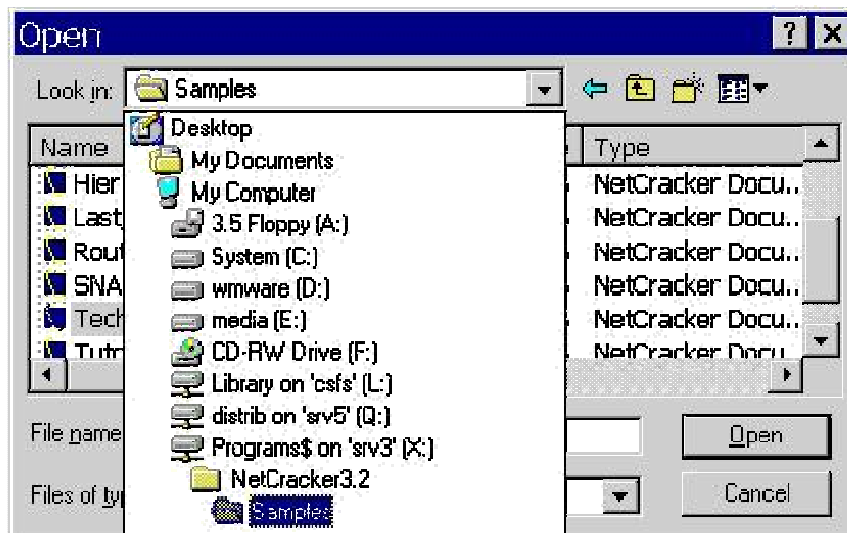 Open
Look in: Samples
Name Type
Desktop
My Documents
My Computer
3.5 Floppy (A:)
System (C:)
wmware (D:)
media (E:)
CD-RW Drive (F:)
Library on 'csfs' (L:)
distrib on 'srv5' (Q:)
Programs$ on 'srv3' (X:)
NetCracker3.2
Samples
Hier NetCracker Docu..
Last NetCracker Docu..
Rout NetCracker Docu..
SNA NetCracker Docu..
Tech NetCracker Docu..
Tuto NetCracker Docu
File name Open
Files of ty Cancel